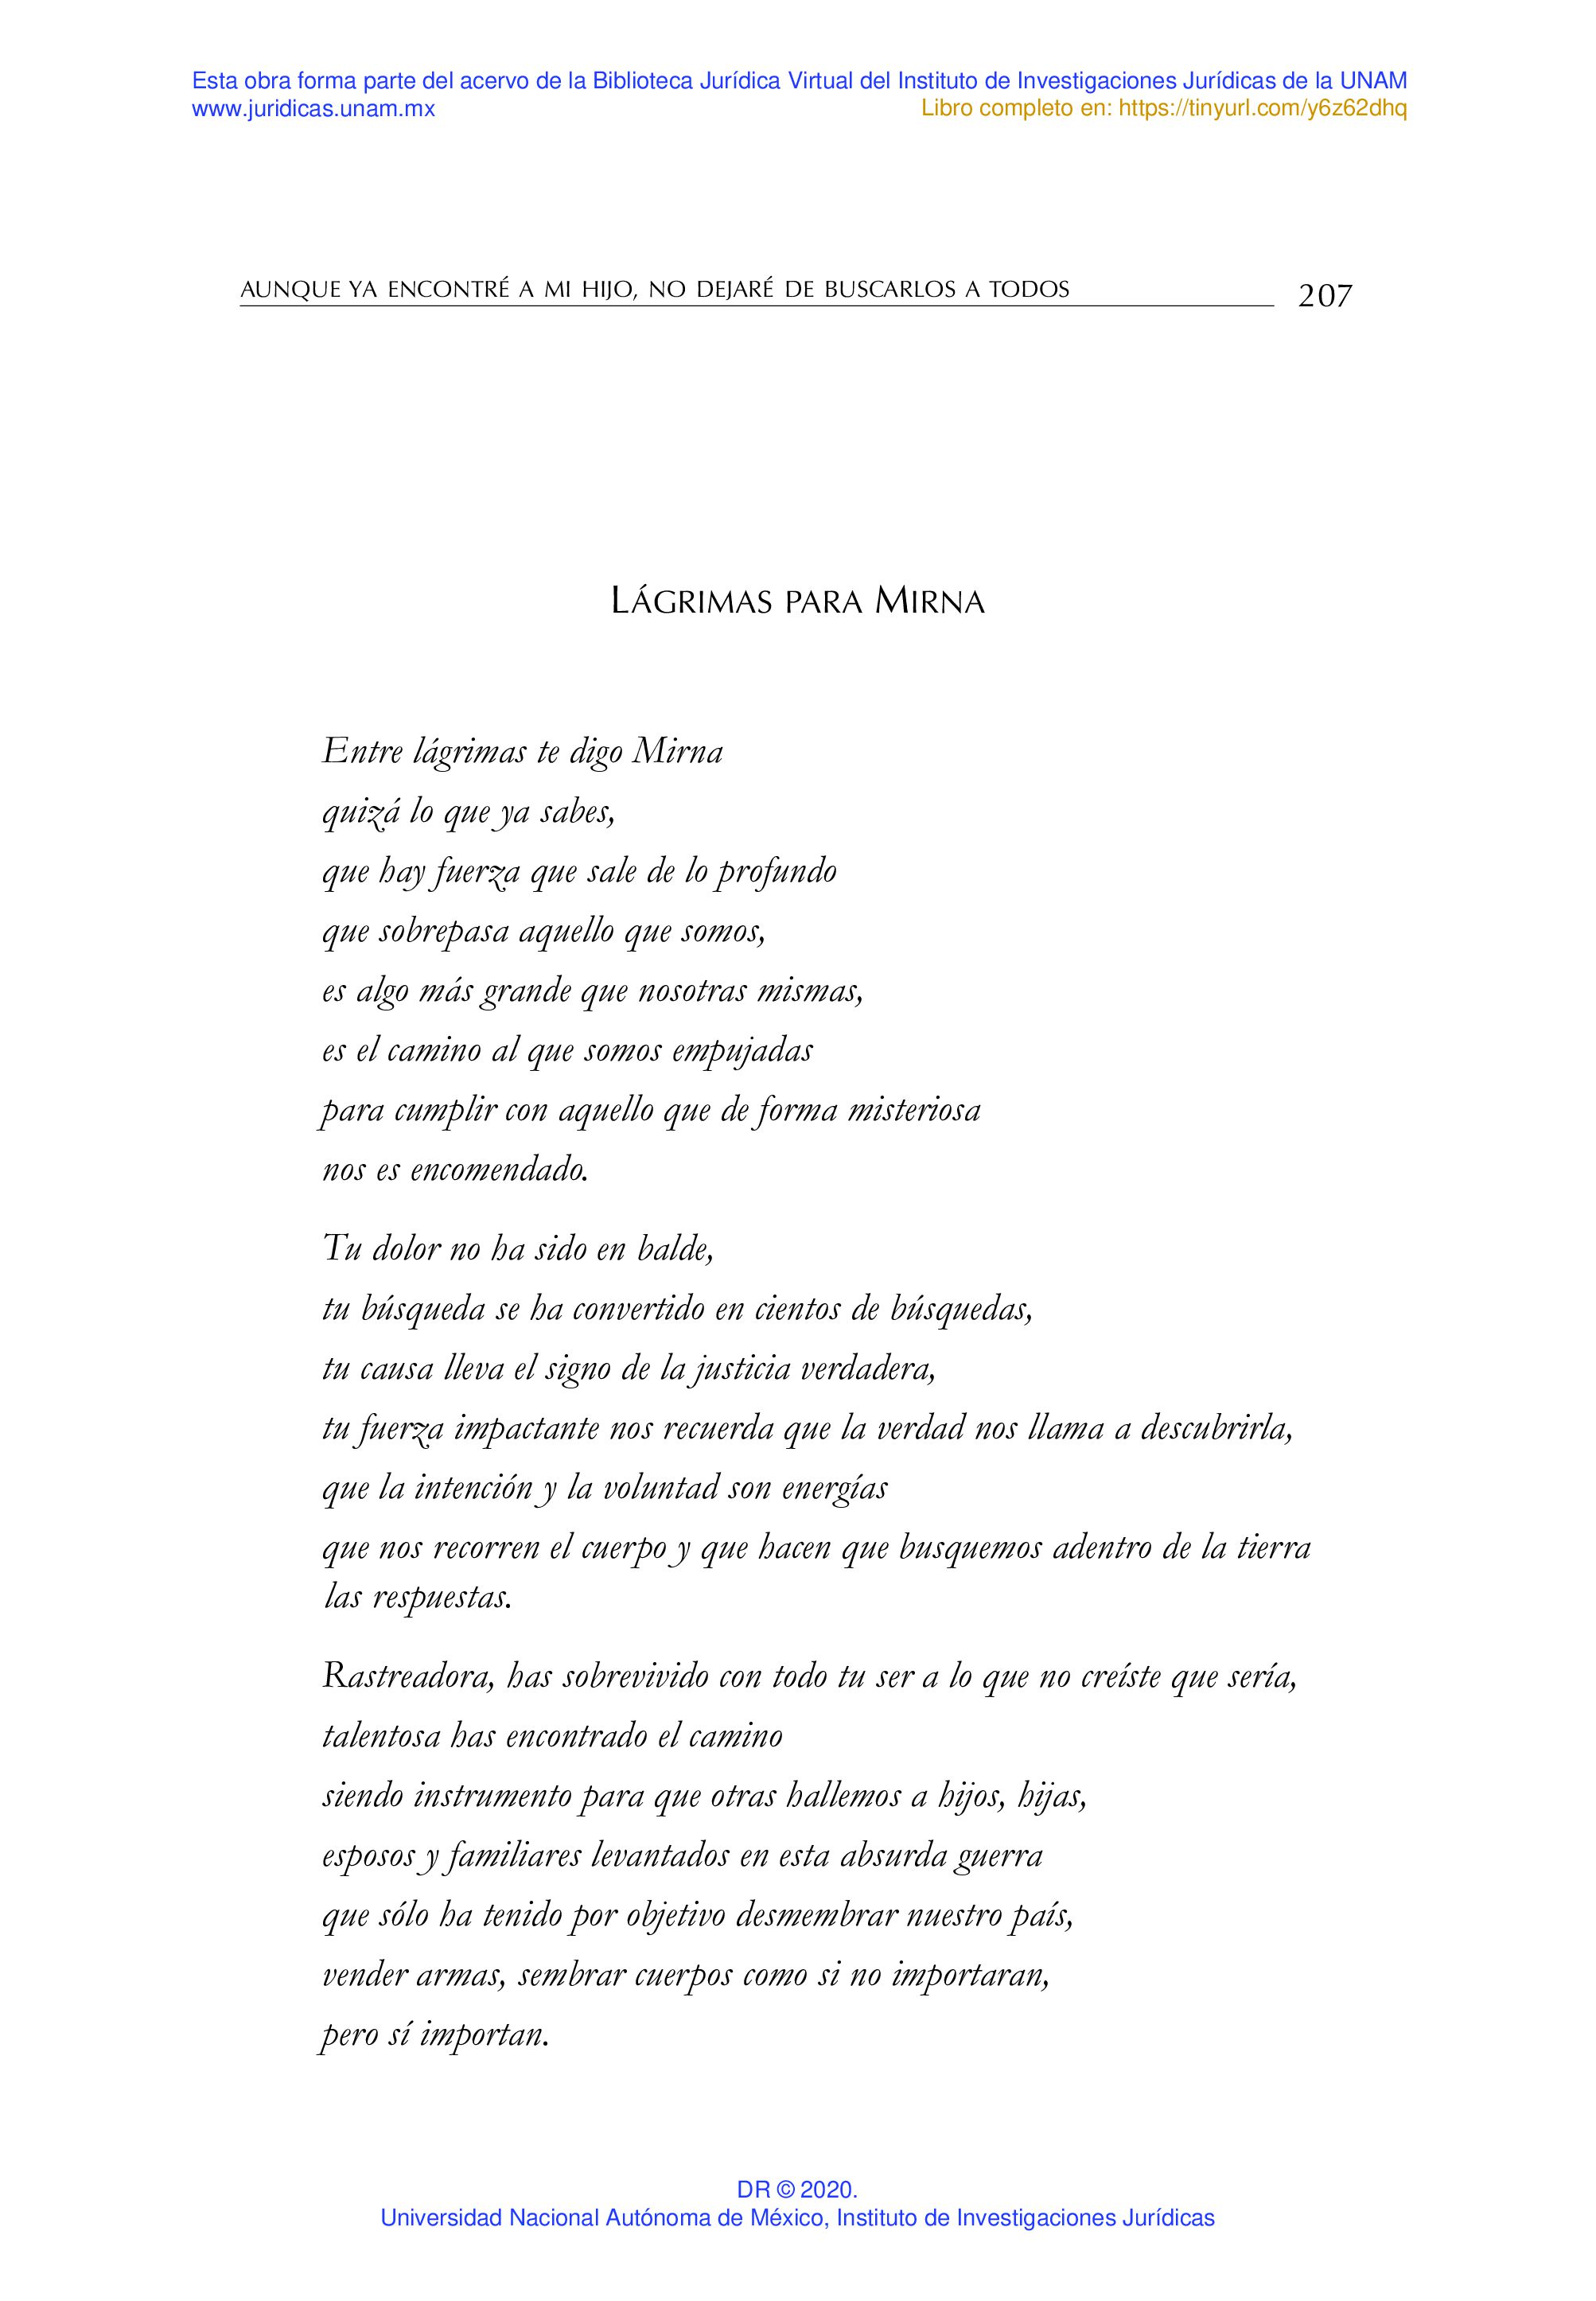 Esta obra forma parte del acervo de la Biblioteca Jurídica Virtual del Instituto de Investigaciones Jurídicas de la UNAM
www.juridicas.unam.mx Libro completo en: https://tinyurl.com/y6z62dhq
AUNQUE YA ENCONTRÉ A MI HIJO, NO DEJARÉ DE BUSCARLOS A TODOS 207
LÁGRIMAS PARA MIRNA
Entre lágrimas te digo Mirna
quizá lo que ya sabes,
que hay fuerza que sale de lo profundo
que sobrepasa aquello que somos,
es algo más grande que nosotras mismas,
es el camino al que somos empujadas
para cumplir con aquello que de forma misteriosa
nos es encomendado.
Tu dolor no ha sido en balde,
tu búsqueda se ha convertido en cientos de búsquedas,
tu causa lleva el signo de la justicia verdadera,
tu fuerza impactante nos recuerda que la verdad nos llama a descubrirla,
que la intención y la voluntad son energías
que nos recorren el cuerpo y que hacen que busquemos adentro de la tierra
las respuestas.
Rastreadora, has sobrevivido con todo tu ser a lo que no creíste que sería,
talentosa has encontrado el camino
siendo instrumento para que otras hallemos a hijos, hijas,
esposos y familiares levantados en esta absurda guerra
que sólo ha tenido por objetivo desmembrar nuestro país,
vender armas, sembrar cuerpos como si no importaran,
pero sí importan.
DR © 2020.
Universidad Nacional Autónoma de México, Instituto de Investigaciones Jurídicas